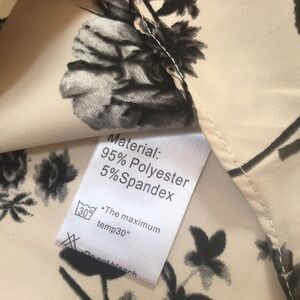 Material:
95% Polyester
5%Spandex
30°
•The maximum
temp30°